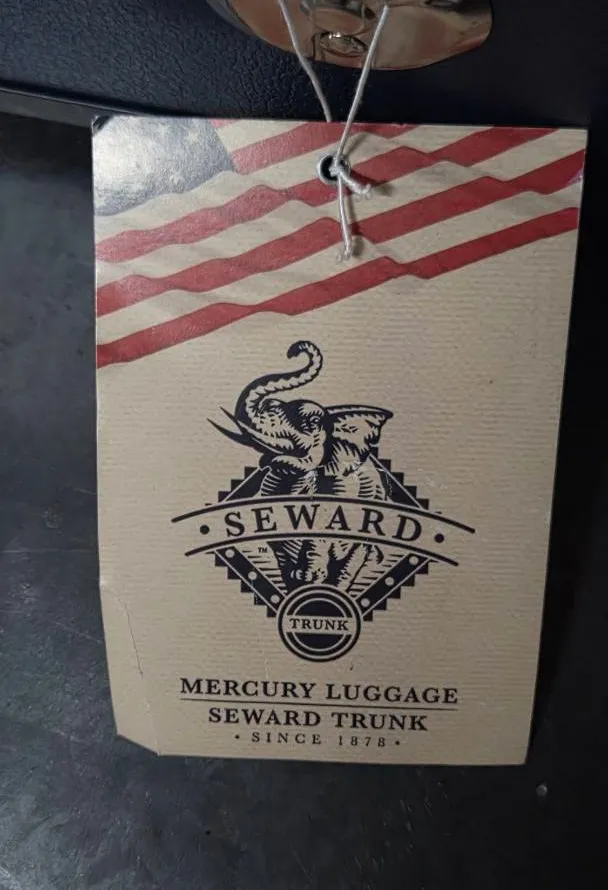 • SEWARD •
TM
TRUNK
MERCURY LUGGAGE
SEWARD TRUNK
• SINCE 1878 •